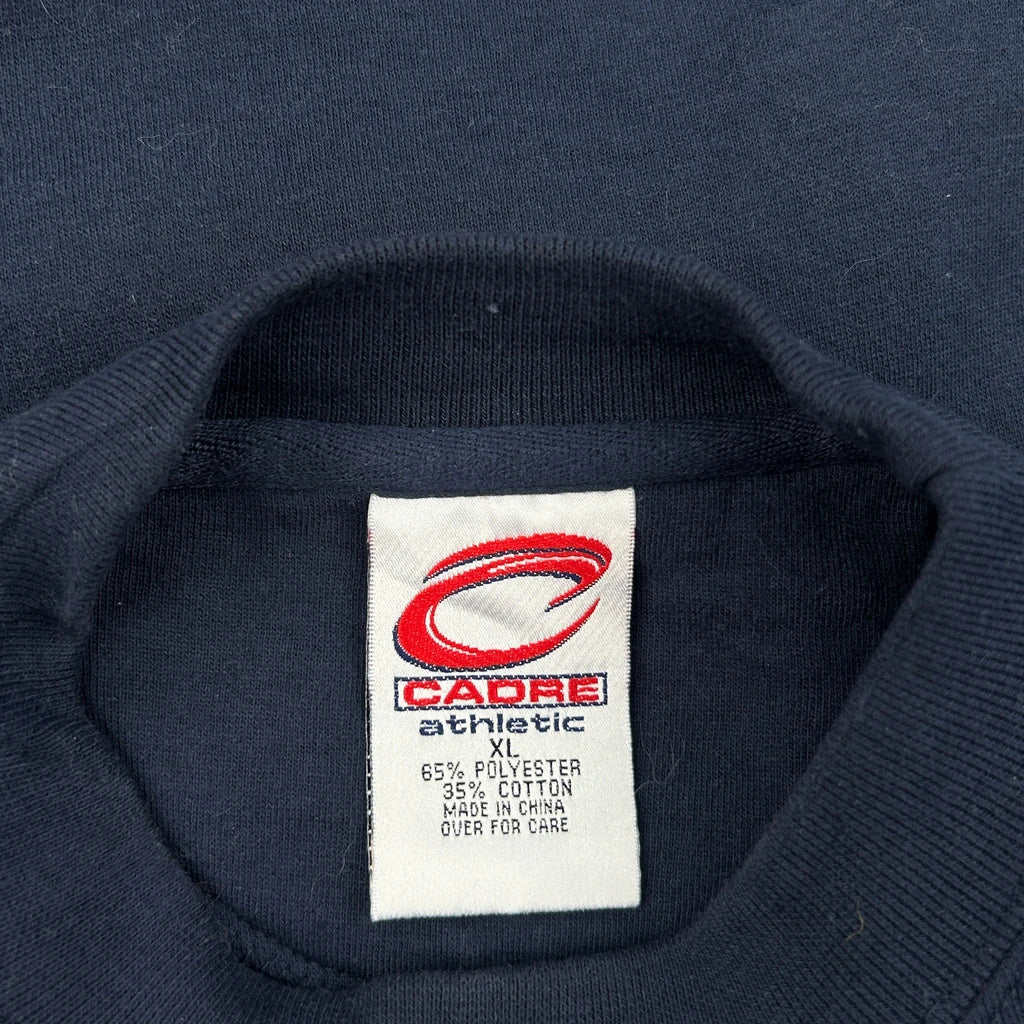 CADRE
athletic
XL
65% POLYESTER
35% COTTON
MADE IN CHINA
OVER FOR CARE